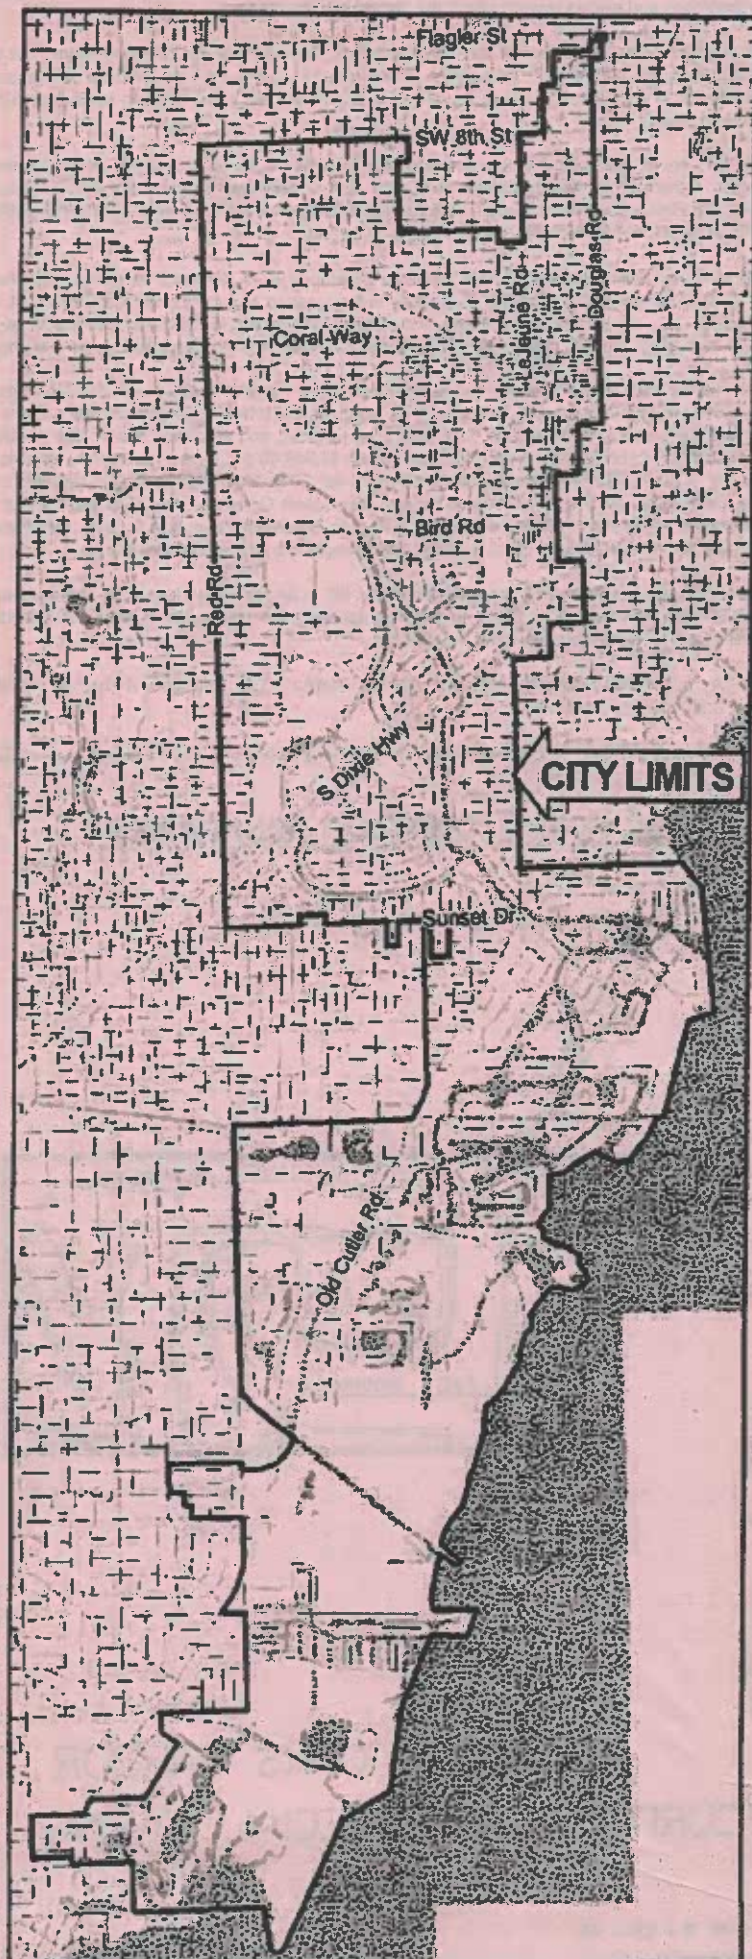 Flagler St
SW 8th St
Douglas Rd
LeJeune Rd
Coral Way
Bird Rd
Red Rd
S Dixie Hwy
CITY LIMITS
Sunset Dr
Old Cutler Rd